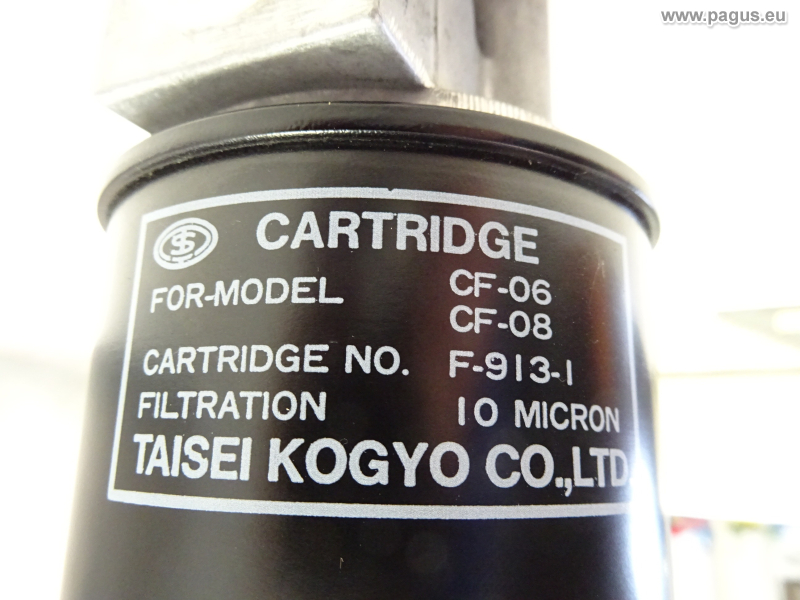 www.pagus.eu
CARTRIDGE
FOR-MODEL CF-06
CF-08
CARTRIDGE NO. F-913-1
FILTRATION 10 MICRON
TAISEI KOGYO CO.,LTD.